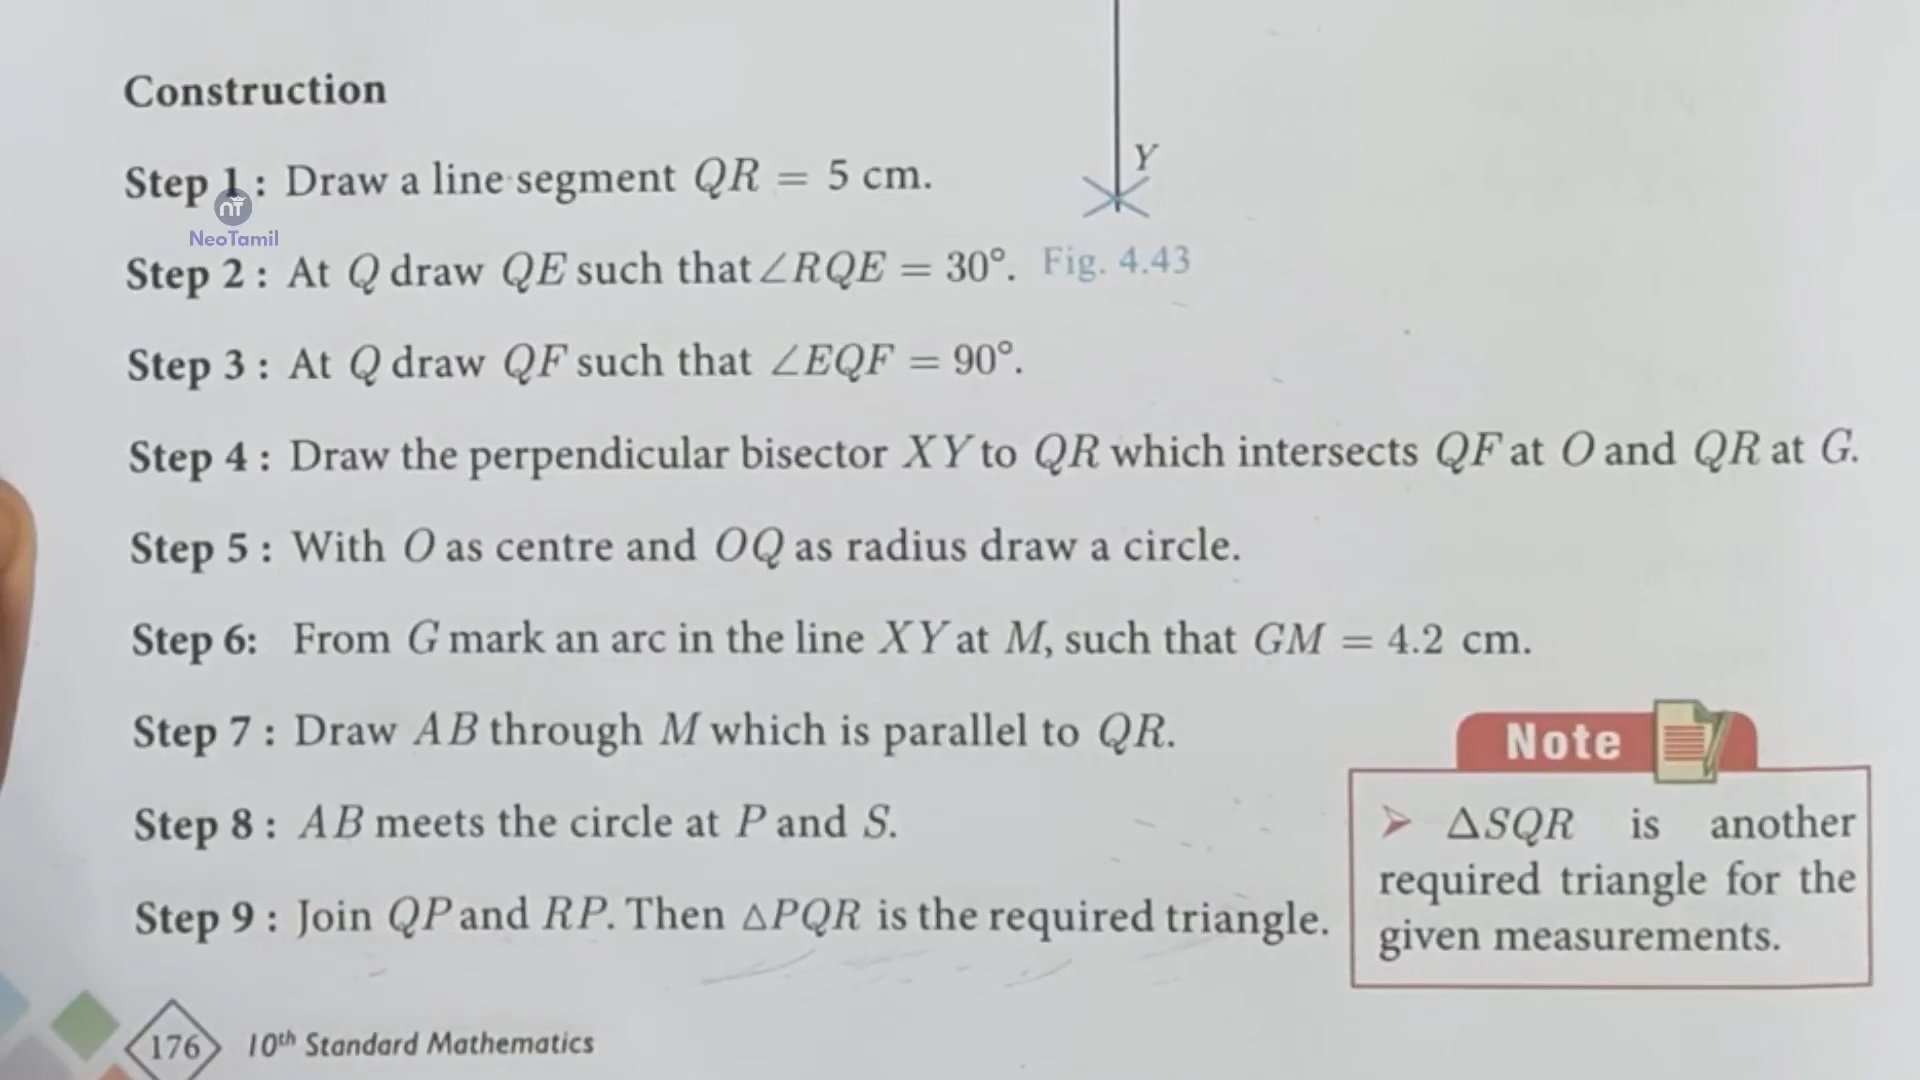 Construction
Y
Step 1 : Draw a line segment QR = 5 cm.
nT
NeoTamil
Step 2 : At Q draw QE such that ∠RQE = 30°.
Fig. 4.43
Step 3 : At Q draw QF such that ∠EQF = 90°.
Step 4 : Draw the perpendicular bisector XY to QR which intersects QF at O and QR at G.
Step 5 : With O as centre and OQ as radius draw a circle.
Step 6: From G mark an arc in the line XY at M, such that GM = 4.2 cm.
Step 7 : Draw AB through M which is parallel to QR.
Step 8 : AB meets the circle at P and S.
Step 9 : Join QP and RP. Then △PQR is the required triangle.
Note
➤ ΔSQR is another
required triangle for the
given measurements.
176 10th Standard Mathematics